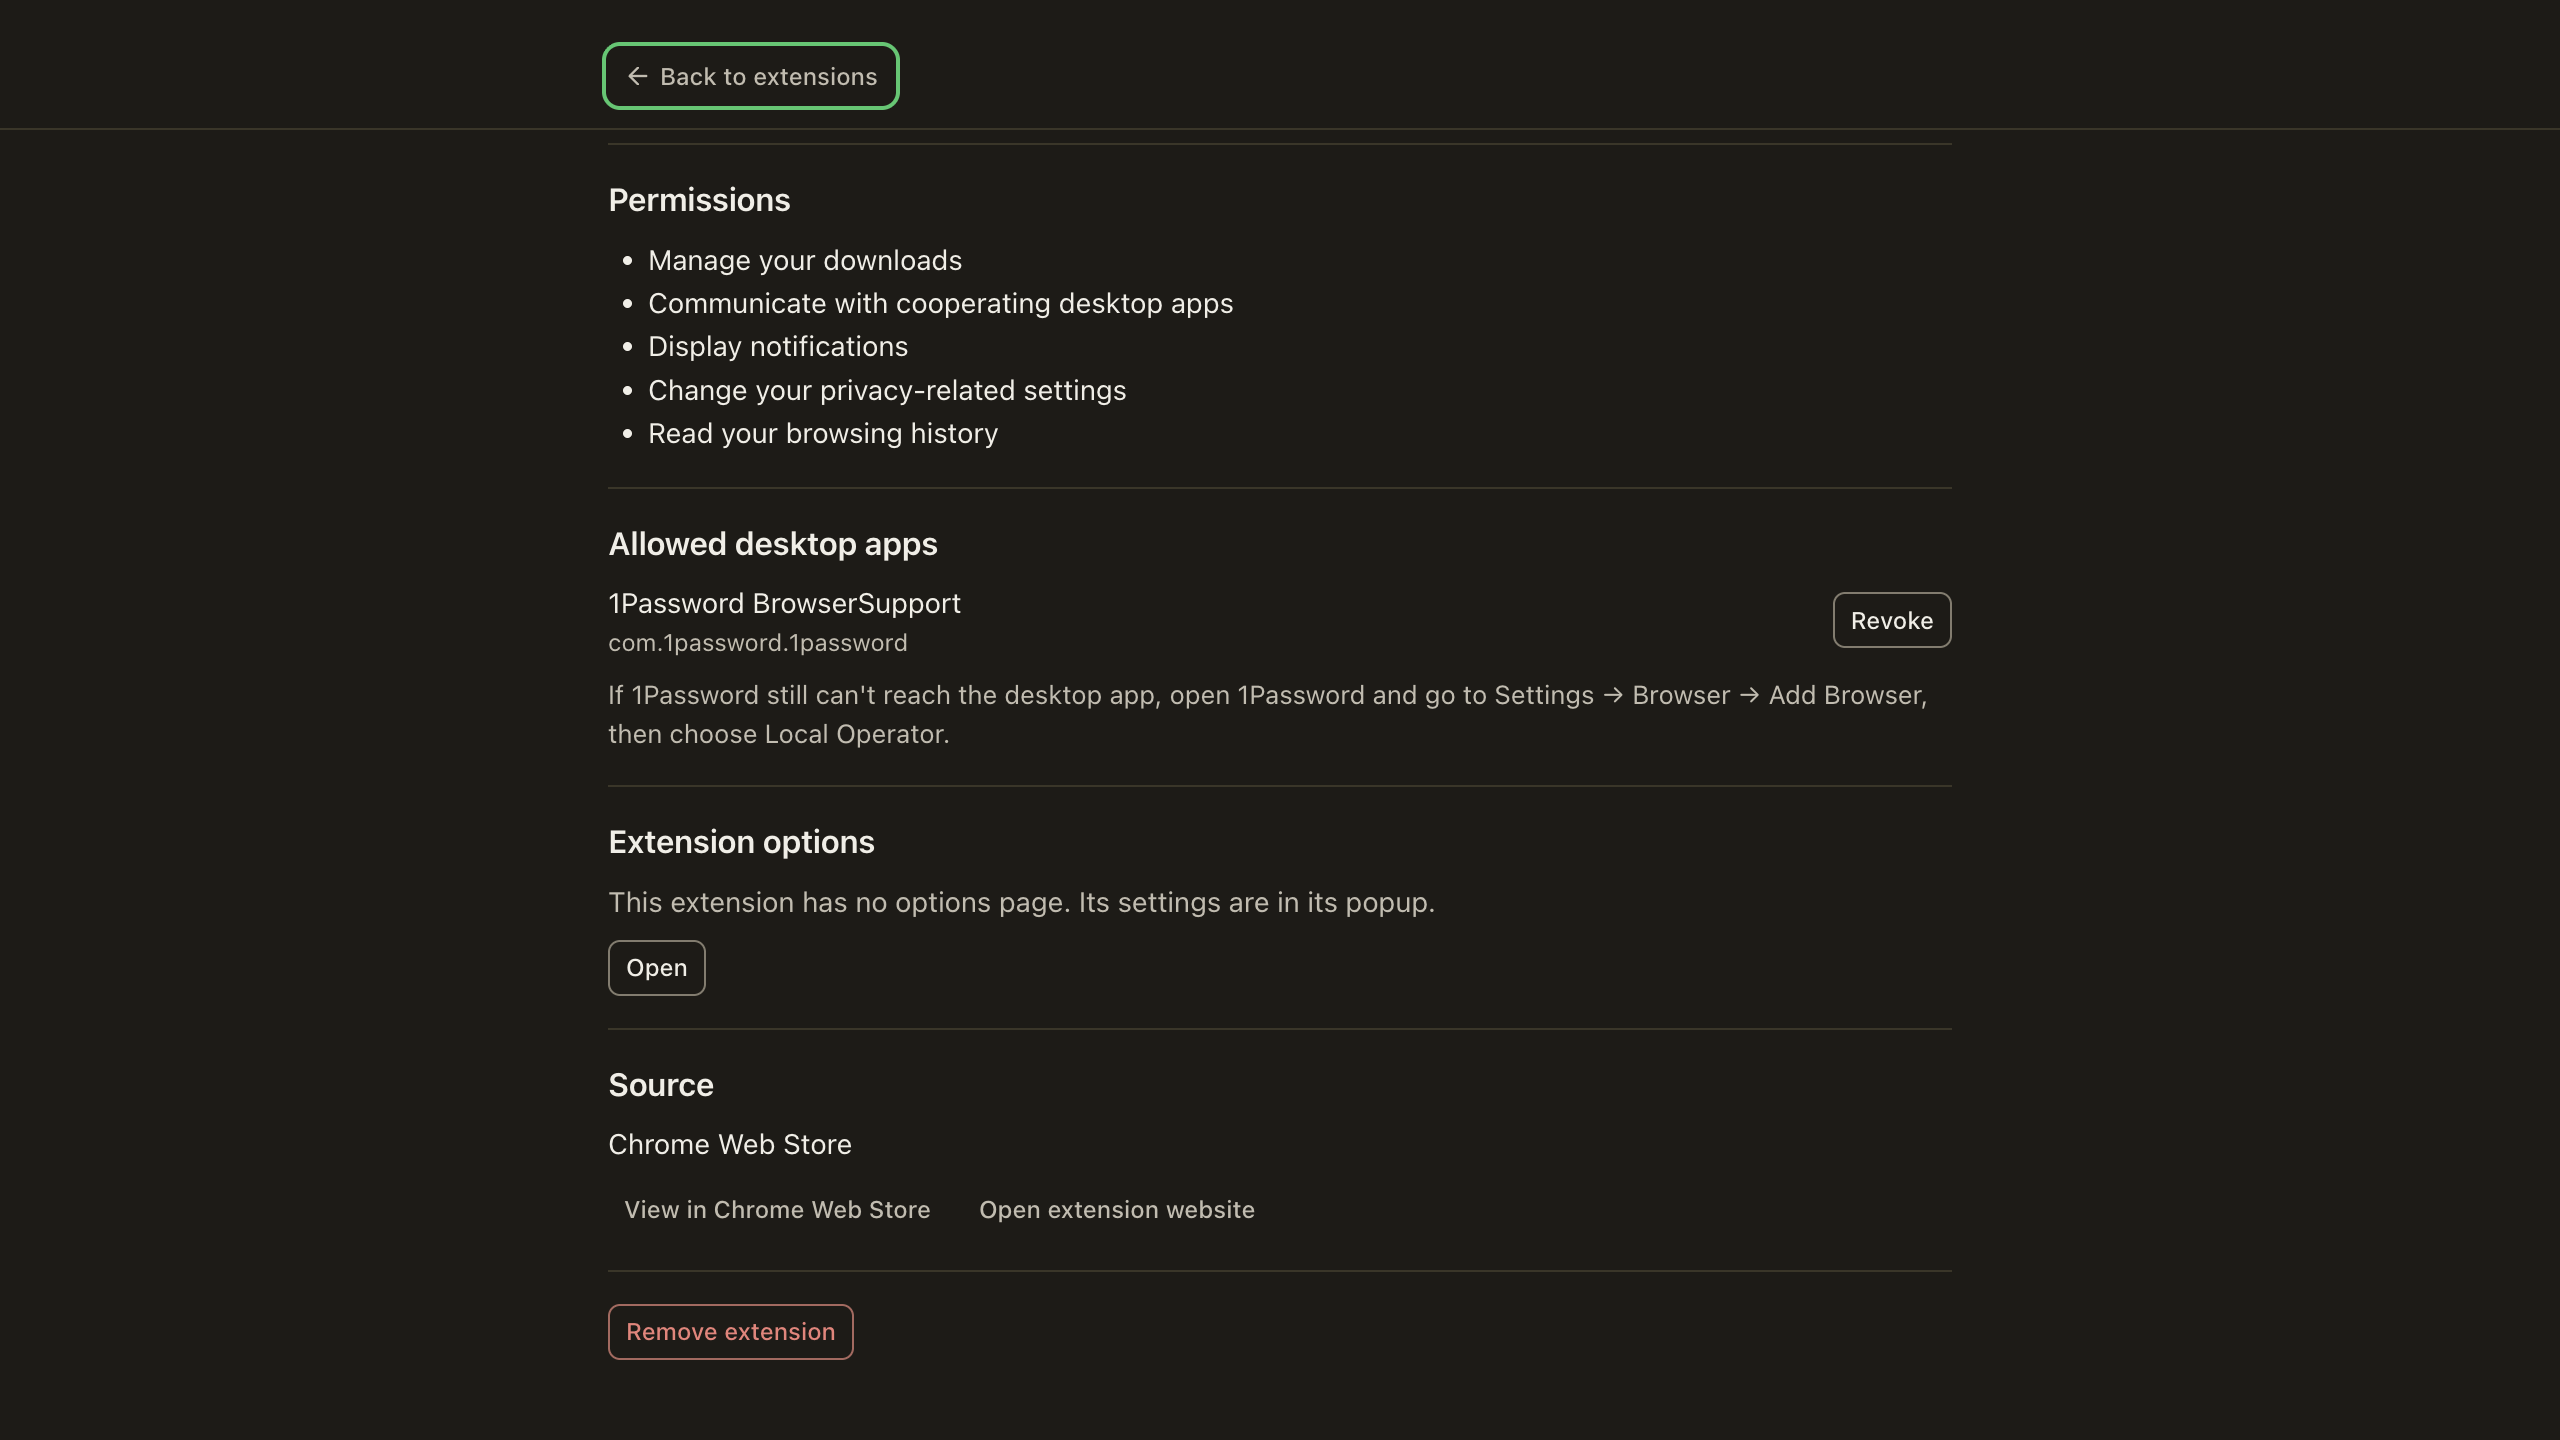 ← Back to extensions
Permissions
• Manage your downloads
• Communicate with cooperating desktop apps
• Display notifications
• Change your privacy-related settings
• Read your browsing history
Allowed desktop apps
1Password BrowserSupport
com.1password.1password
Revoke
If 1Password still can't reach the desktop app, open 1Password and go to Settings → Browser → Add Browser,
then choose Local Operator.
Extension options
This extension has no options page. Its settings are in its popup.
Open
Source
Chrome Web Store
View in Chrome Web Store Open extension website
Remove extension